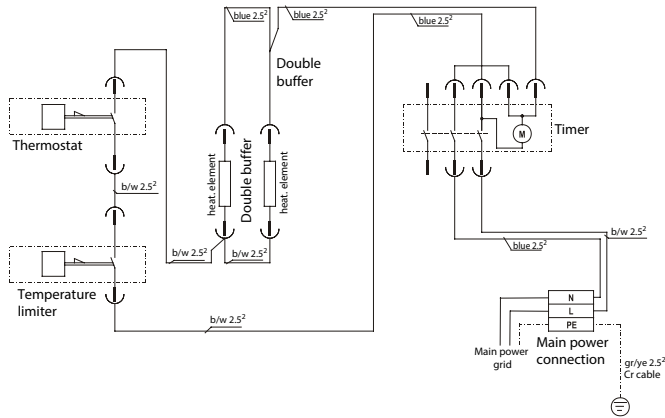 blue 2.5²
blue 2.5²
blue 2.5²
Double
buffer
Thermostat
heat. element
Double buffer
heat. element
M
Timer
b/w 2.5²
b/w 2.5²
b/w 2.5²
b/w 2.5²
blue 2.5²
Temperature
limiter
b/w 2.5²
N
L
PE
Main power
grid
Main power
connection
gr/ye 2.5²
Cr cable